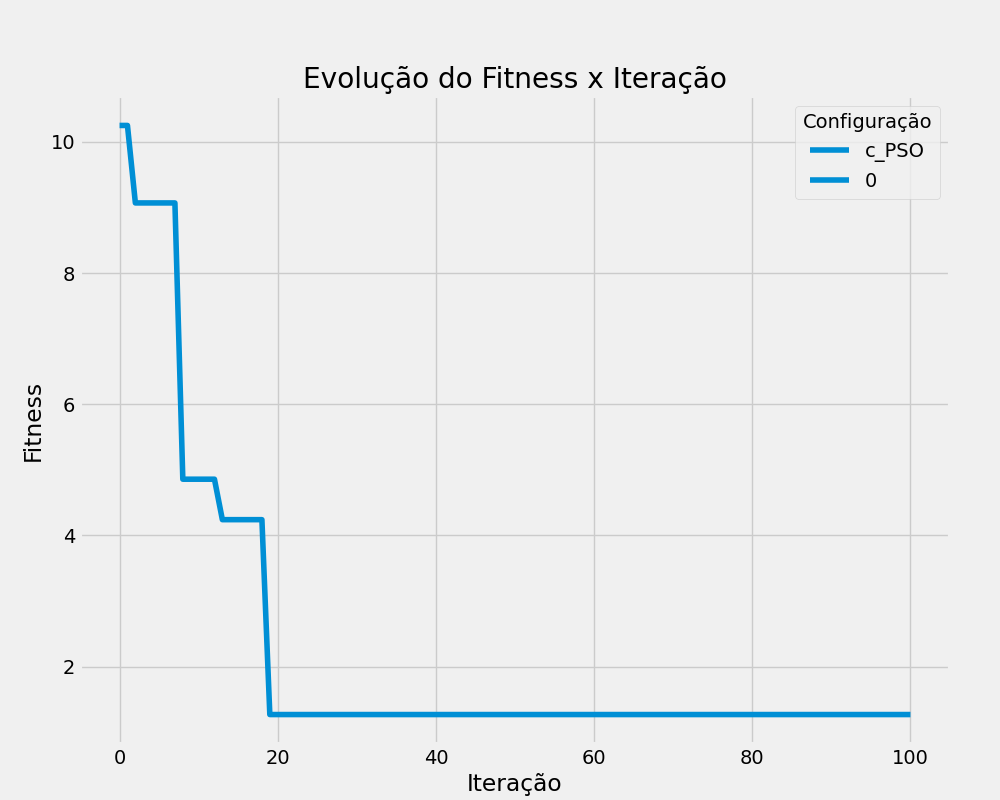 Evolução do Fitness x Iteração
Configuração
c_PSO
0
Fitness
10
8
6
4
2
0 20 40 60 80 100
Iteração